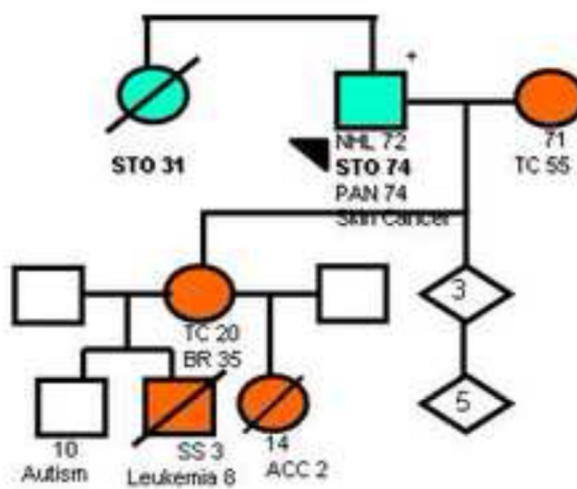 +
STO 31
NHL 72
STO 74
PAN 74
Skin Cancer
71
TC 55
3
TC 20
BR 35
5
10
Autism
SS 3
Leukemia 6
14
ACC 2